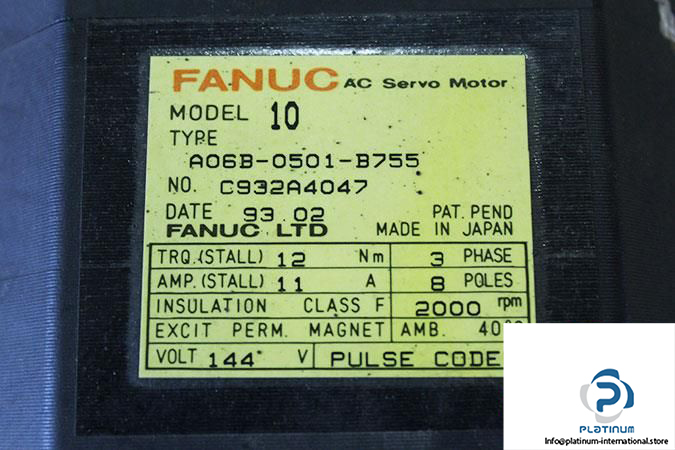 FANUC AC Servo Motor
MODEL 10
TYPE
A06B-0501-B755
NO. C932A4047
DATE 93.02 PAT. PEND
FANUC LTD MADE IN JAPAN
TRQ.(STALL) 12 Nm 3 PHASE
AMP.(STALL) 11 A 8 POLES
INSULATION CLASS F 2000 rpm
EXCIT PERM. MAGNET AMB. 40°
VOLT 144 V PULSE CODE
PLATINUM
Info@platinum-international.store